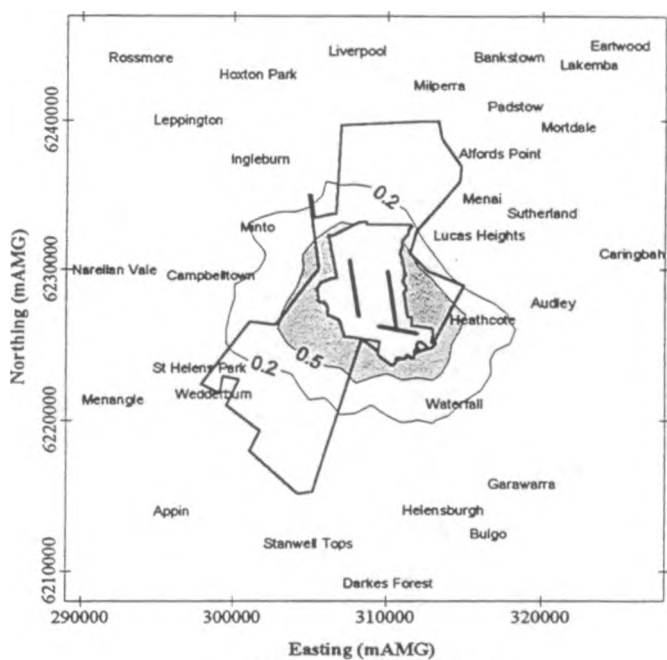 Rossmore
Liverpool
Bankstown
Earlwood
Lakemba
Hoxton Park
Milperra
Padstow
Leppington
Mortdale
6240000
Alfords Point
Ingleburn
Menai
0.2
Sutherland
Minto
Lucas Heights
Caringbah
6230000
Narellan Vale
Campbelltown
Audley
Heathcote
0.5
0.2
St Helens Park
Wedderburn
Menangle
Waterfall
6220000
Garawarra
Appin
Helensburgh
Bulgo
Stanwell Tops
Darkes Forest
6210000
290000
300000
310000
320000
Northing (mAMG)
Easting (mAMG)